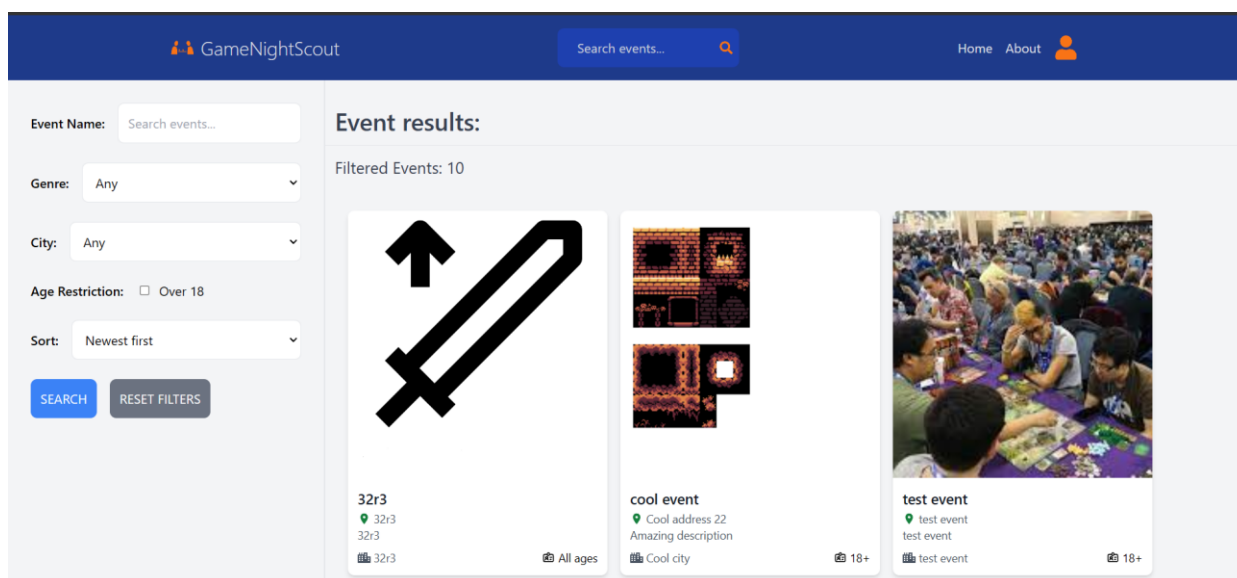 GameNightScout
Search events...
Home About
Event Name: Search events...
Genre: Any
City: Any
Age Restriction: Over 18
Sort: Newest first
SEARCH RESET FILTERS
Event results:
Filtered Events: 10
32r3
32r3
32r3
32r3 All ages
cool event
Cool address 22
Amazing description
Cool city 18+
test event
test event
test event
test event 18+